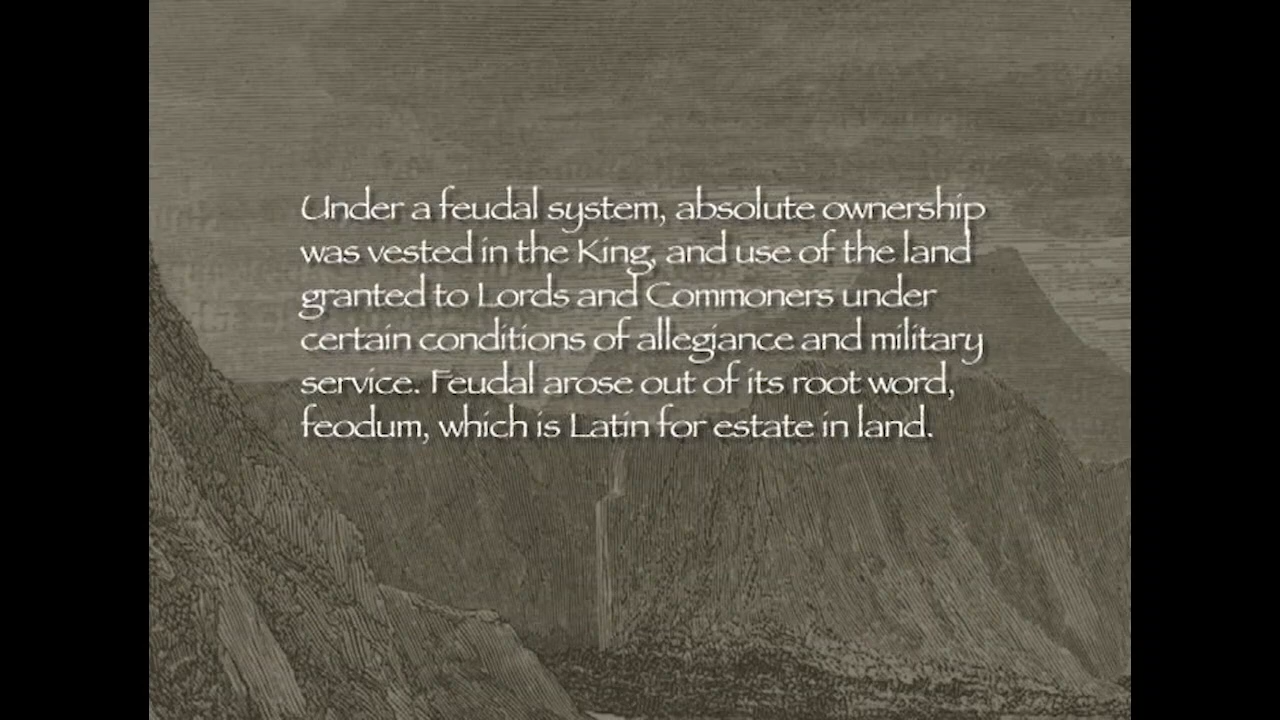 Under a feudal system, absolute ownership
was vested in the King, and use of the land
granted to Lords and Commoners under
certain conditions of allegiance and military
service. Feudal arose out of its root word,
feodum, which is Latin for estate in land.